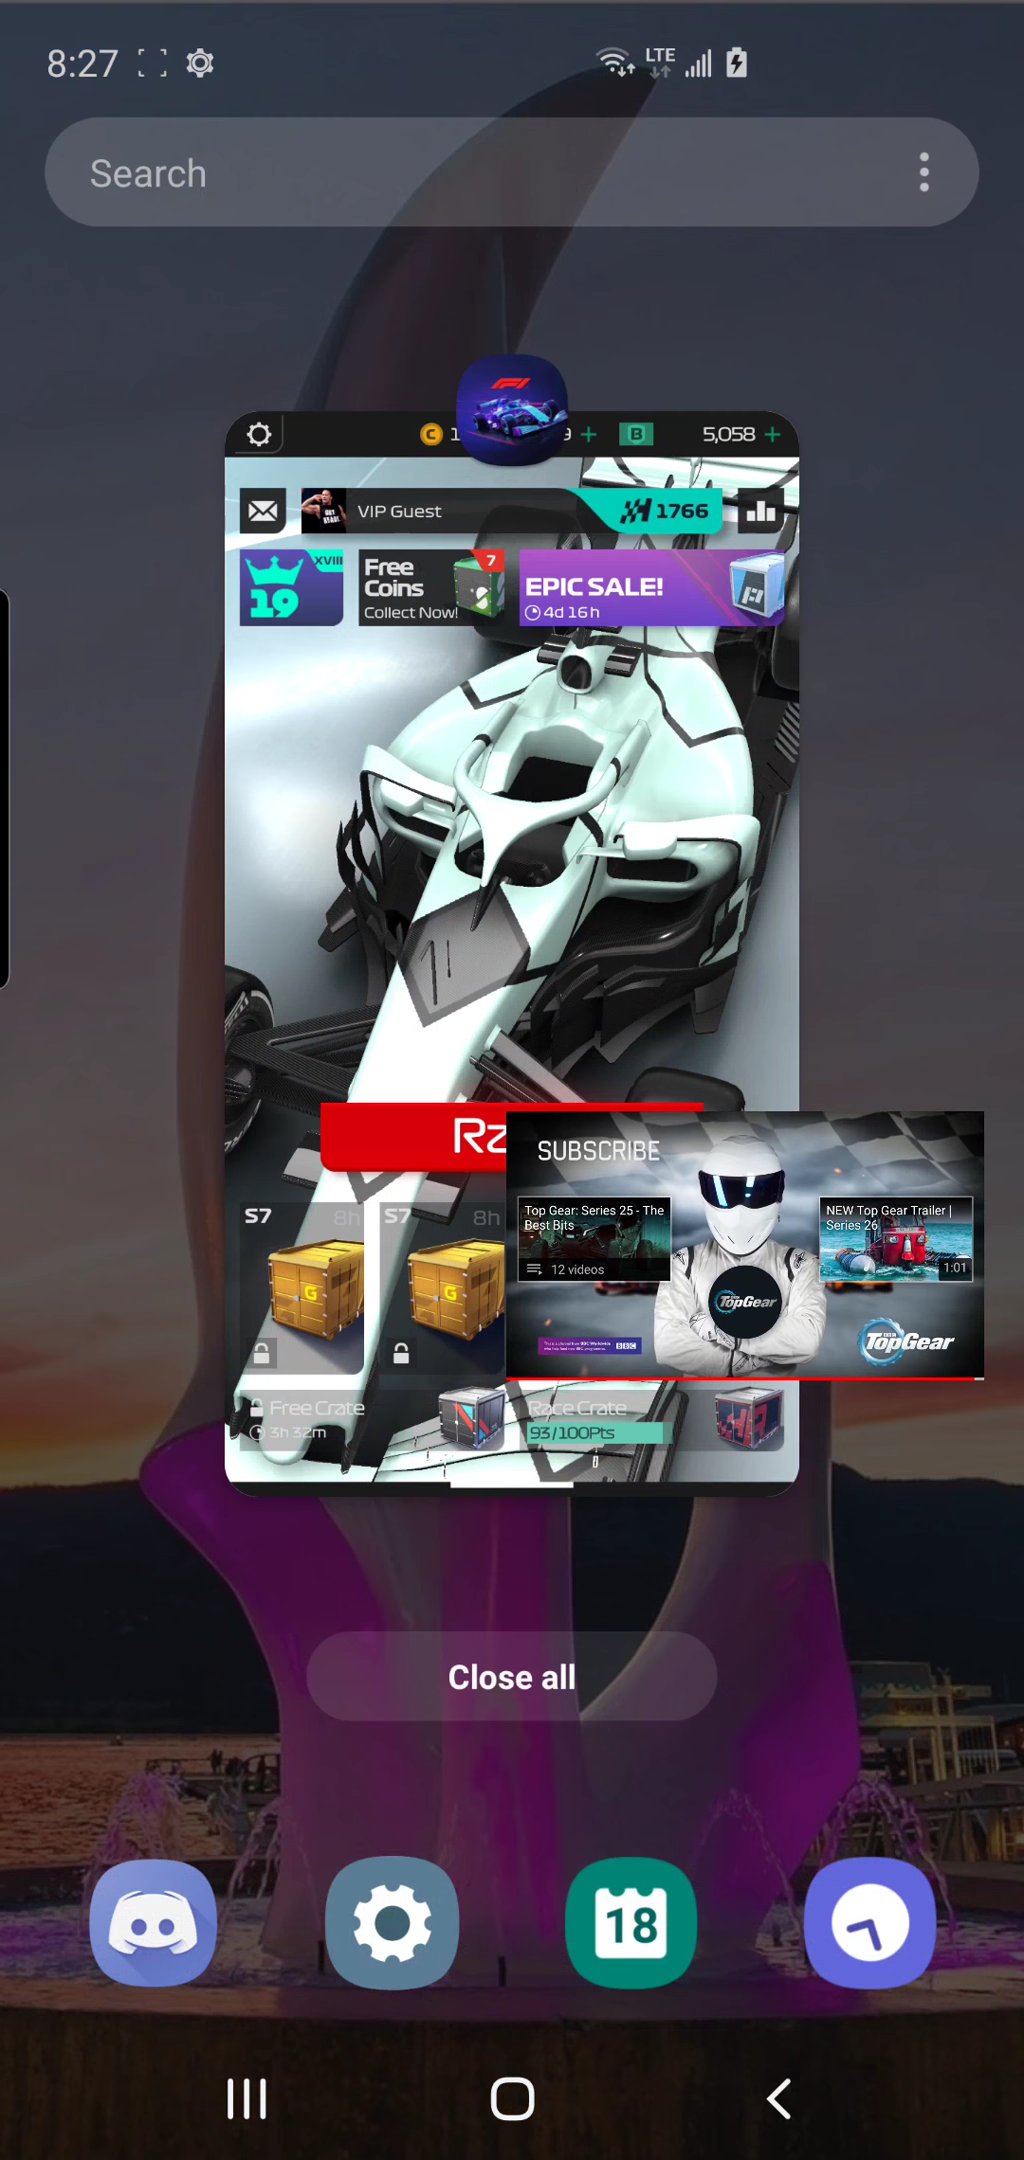 8:27
LTE
Search
F1
C 1 9 + B 5,058 +
VIP Guest
1766
XVIII
19
Free
Coins
Collect Now!
7
EPIC SALE!
4d 16h
SUBSCRIBE
Top Gear: Series 25 - The
Best Bits
12 videos
NEW Top Gear Trailer |
Series 26
1:01
TopGear
BBC
TopGear
S7 8h
S7 8h
G
G
Free Crate
3h 32m
Race Crate
93/100Pts
Close all
18